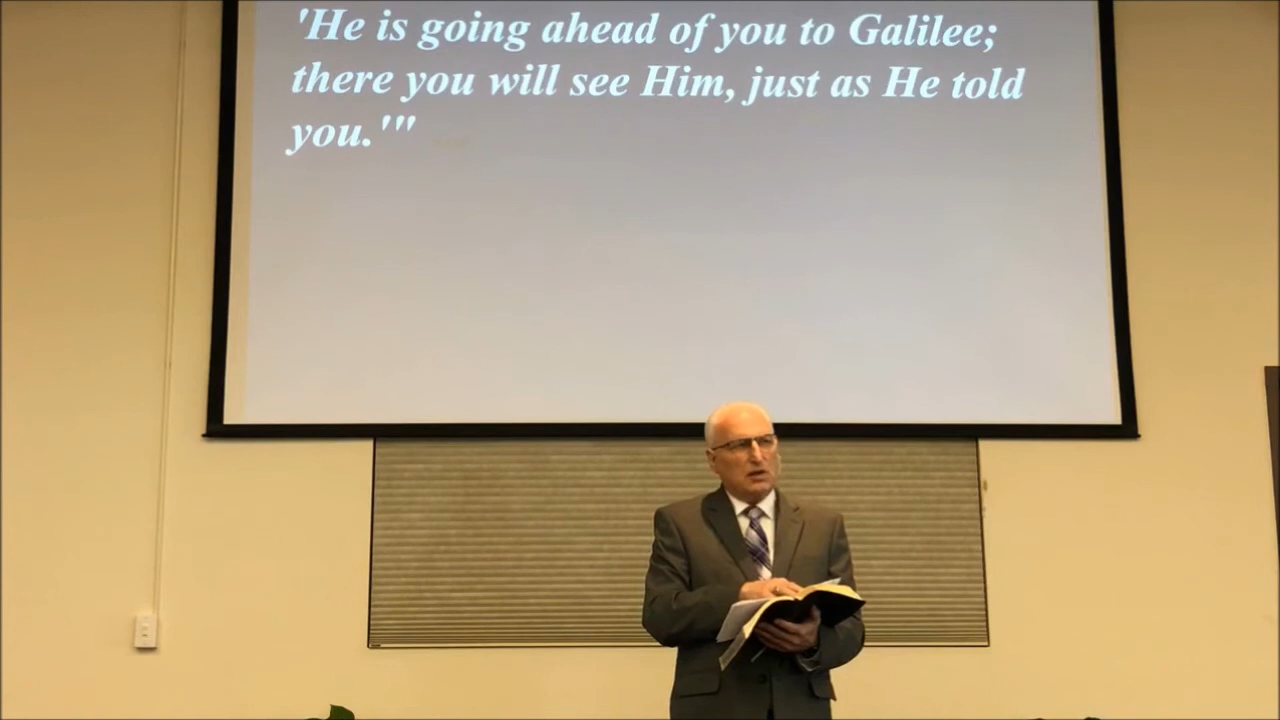 'He is going ahead of you to Galilee;
there you will see Him, just as He told
you.'"